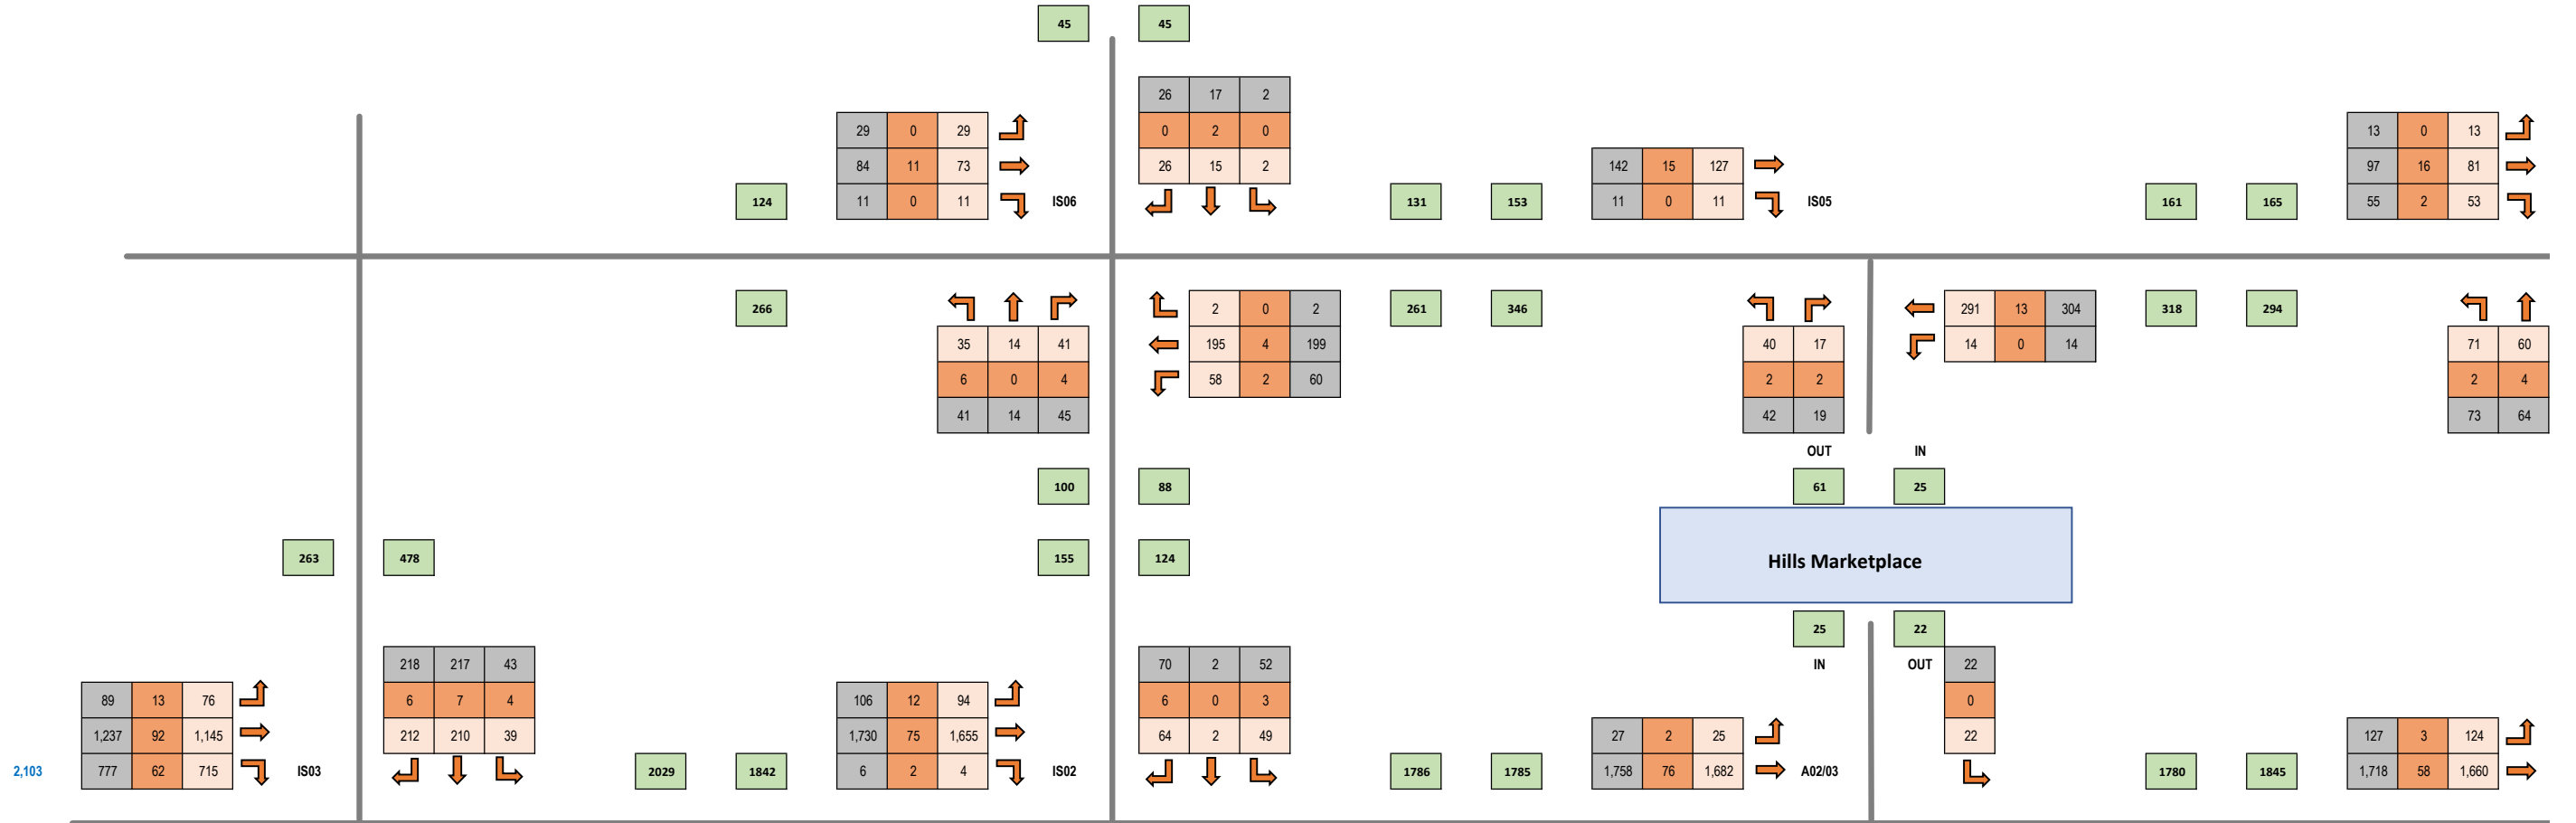 45 45
26 17 2
29 0 29 0 2 0 13 0 13
84 11 73 26 15 2 142 15 127 97 16 81
124 11 0 11 IS06 131 153 11 0 11 IS05 161 165 55 2 53
266 2 0 2 261 346 291 13 304 318 294
35 14 41 195 4 199 40 17 14 0 14 71 60
6 0 4 58 2 60 2 2 2 4
41 14 45 42 19 73 64
OUT IN
100 88 61 25
263 478 155 124 Hills Marketplace
25 22
218 217 43 70 2 52 IN OUT 22
89 13 76 6 7 4 106 12 94 6 0 3 0
1,237 92 1,145 212 210 39 1,730 75 1,655 64 2 49 27 2 25 22 127 3 124
2,103 777 62 715 IS03 2029 1842 6 2 4 IS02 1786 1785 1,758 76 1,682 A02/03 1780 1845 1,718 58 1,660